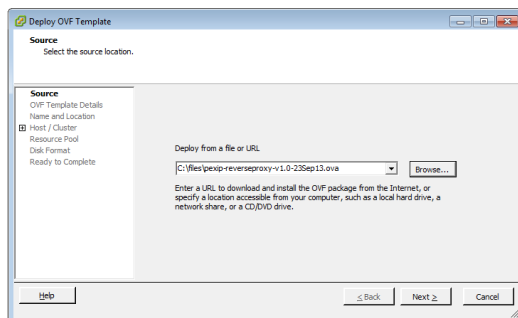 Deploy OVF Template
Source
Select the source location.
Source
OVF Template Details
Name and Location
Host / Cluster
Resource Pool
Disk Format
Ready to Complete
Deploy from a file or URL
C:\files\pexip-reverseproxy-v1.0-23Sep13.ova
Browse...
Enter a URL to download and install the OVF package from the Internet, or
specify a location accessible from your computer, such as a local hard drive, a
network share, or a CD/DVD drive.
Help
≤ Back
Next ≥
Cancel